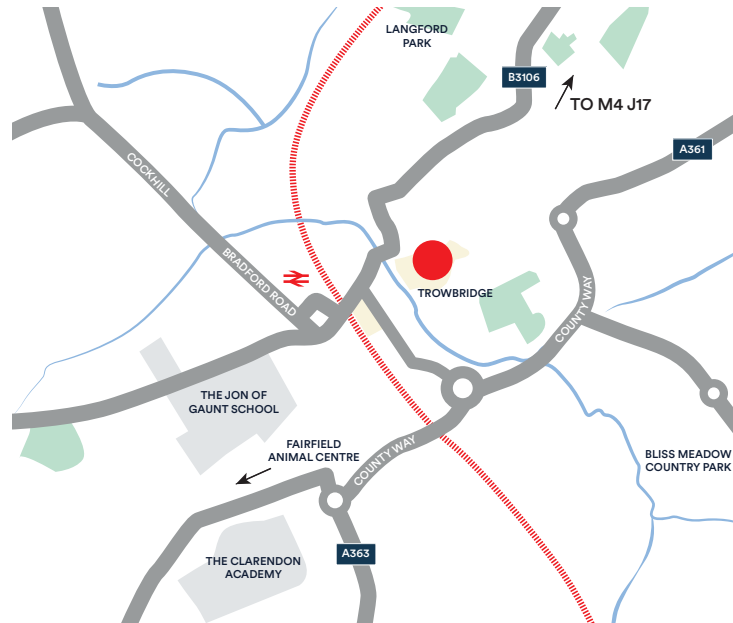 LANGFORD
PARK
B3106
TO M4 J17
A361
COCKHILL
BRADFORD ROAD
TROWBRIDGE
COUNTY WAY
THE JON OF
GAUNT SCHOOL
FAIRFIELD
ANIMAL CENTRE
COUNTY WAY
BLISS MEADOW
COUNTRY PARK
A363
THE CLARENDON
ACADEMY